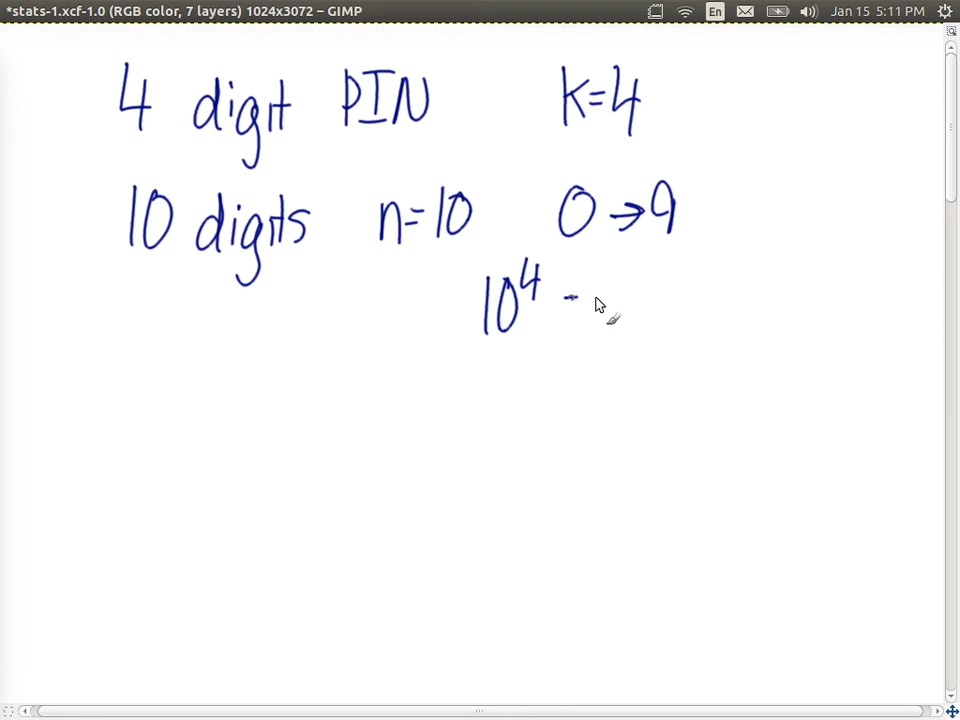 *stats-1.xcf-1.0 (RGB color, 7 layers) 1024x3072 – GIMP En Jan 15 5:11 PM
4 digit PIN K=4
10 digits n=10 0→9
10⁴ -